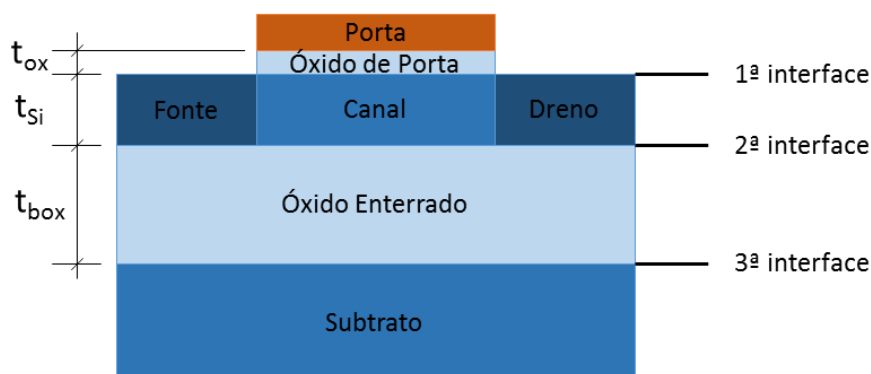 Porta
t_ox
Óxido de Porta
1ª interface
t_Si
Fonte
Canal
Dreno
2ª interface
t_box
Óxido Enterrado
3ª interface
Subtrato